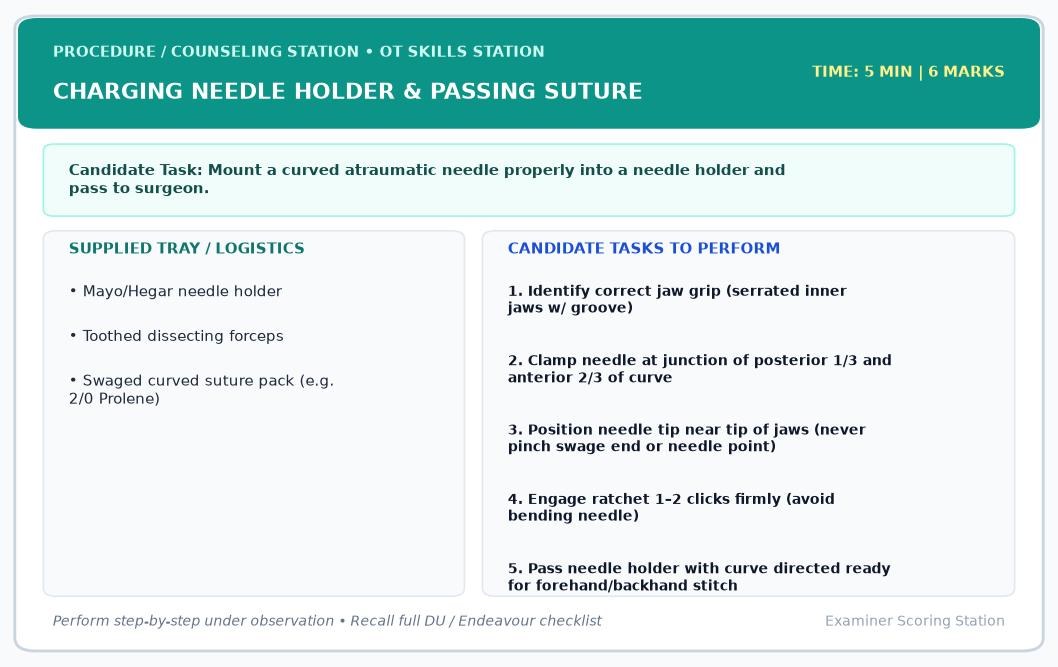 PROCEDURE / COUNSELING STATION • OT SKILLS STATION
CHARGING NEEDLE HOLDER & PASSING SUTURE
TIME: 5 MIN | 6 MARKS
Candidate Task: Mount a curved atraumatic needle properly into a needle holder and
pass to surgeon.
SUPPLIED TRAY / LOGISTICS
• Mayo/Hegar needle holder
• Toothed dissecting forceps
• Swaged curved suture pack (e.g.
2/0 Prolene)
CANDIDATE TASKS TO PERFORM
1. Identify correct jaw grip (serrated inner
jaws w/ groove)
2. Clamp needle at junction of posterior 1/3 and
anterior 2/3 of curve
3. Position needle tip near tip of jaws (never
pinch swage end or needle point)
4. Engage ratchet 1–2 clicks firmly (avoid
bending needle)
5. Pass needle holder with curve directed ready
for forehand/backhand stitch
Perform step-by-step under observation • Recall full DU / Endeavour checklist
Examiner Scoring Station